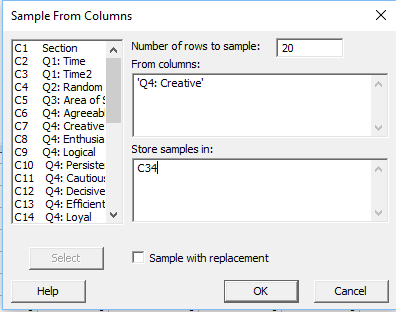 Sample From Columns
C1 Section
C2 Q1: Time
C3 Q1: Time2
C4 Q2: Random
C5 Q3: Area of S
C6 Q4: Agreeabl
C7 Q4: Creative
C8 Q4: Enthusia
C9 Q4: Logical
C10 Q4: Persiste
C11 Q4: Cautiou
C12 Q4: Decisive
C13 Q4: Efficient
C14 Q4: Loyal
Number of rows to sample: 20
From columns:
'Q4: Creative'
Store samples in:
C34
Select
Sample with replacement
Help
OK
Cancel